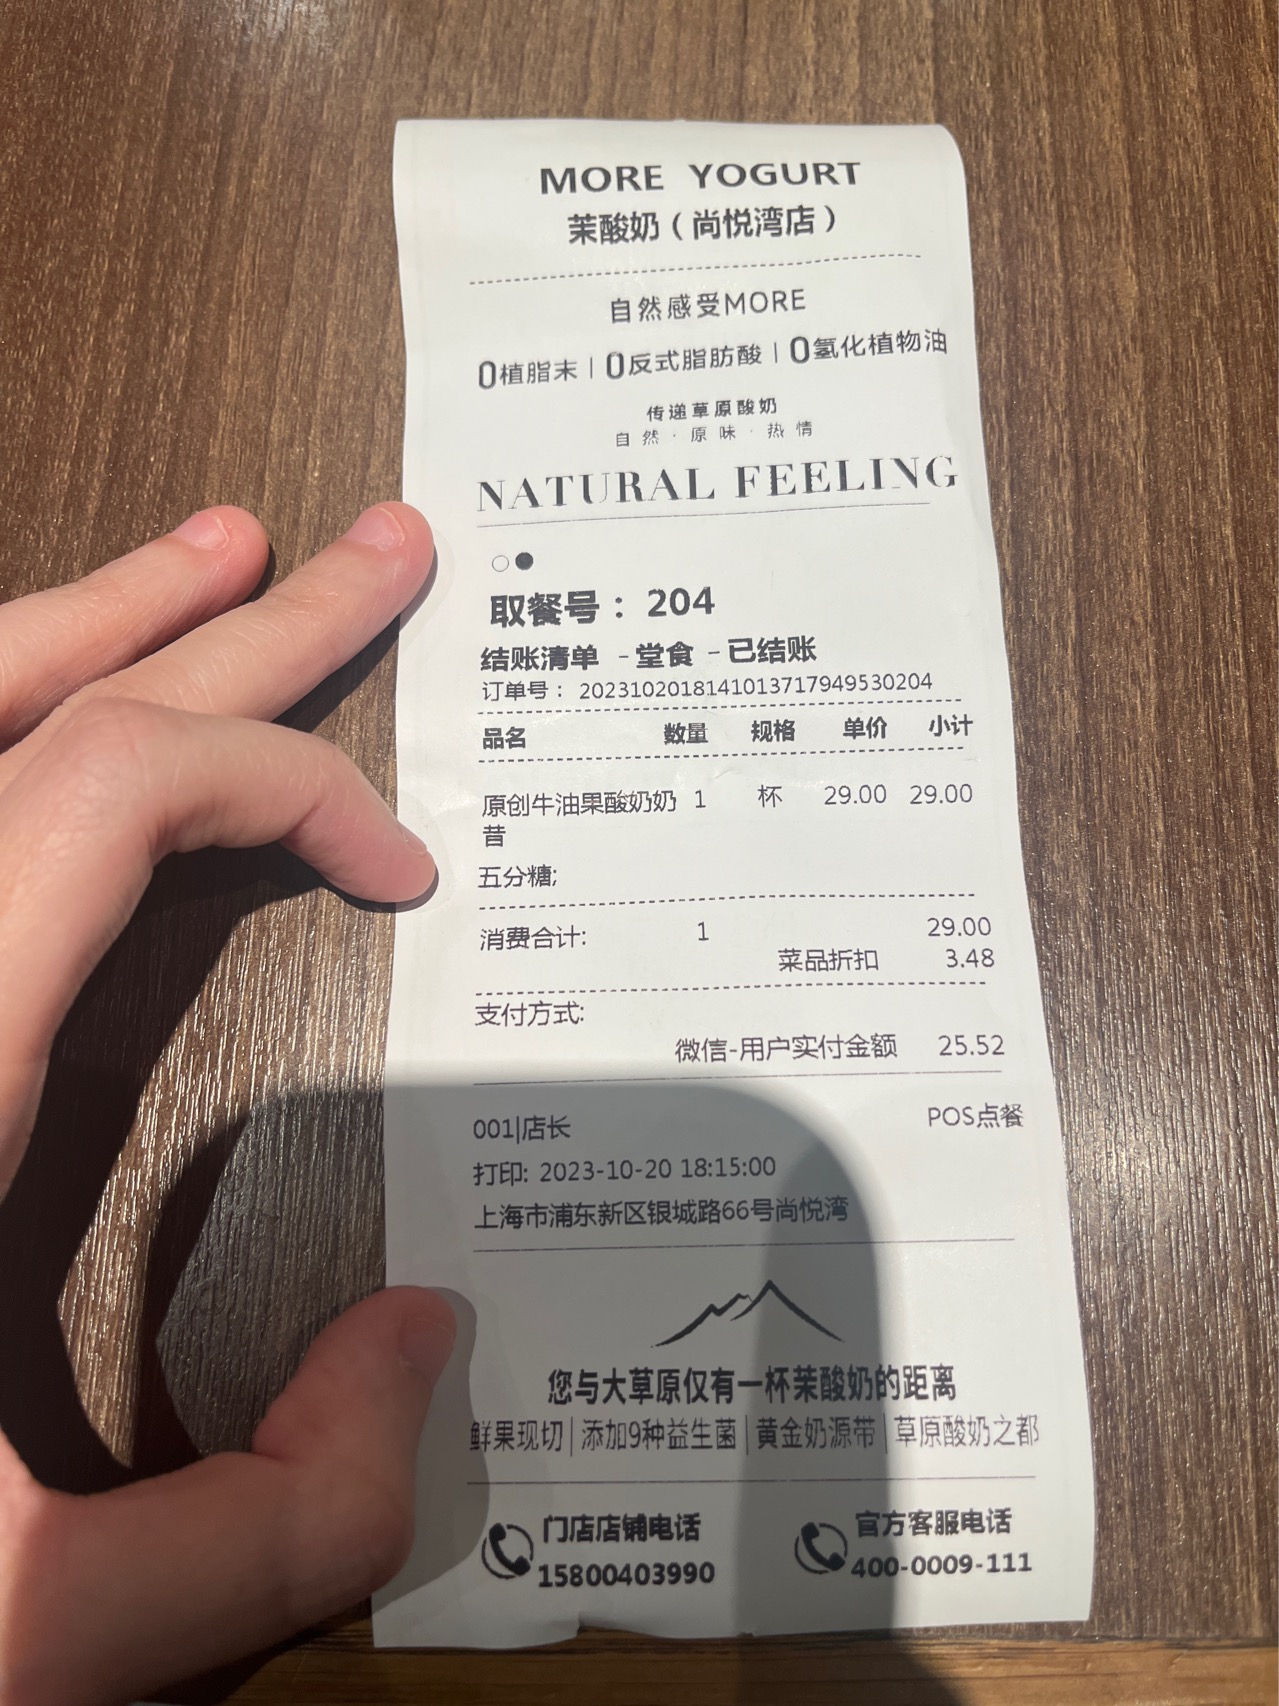 MORE YOGURT
茉酸奶（尚悦湾店）
自然感受MORE
0植脂末|0反式脂肪酸|0氢化植物油
传递草原酸奶
自然·原味·热情
NATURAL FEELING
取餐号：204
结账清单 -堂食 -已结账
订单号：2023102018141013717949530204
品名 数量 规格 单价 小计
原创牛油果酸奶奶 1 杯 29.00 29.00
昔
五分糖;
消费合计: 1 29.00
菜品折扣 3.48
支付方式:
微信-用户实付金额 25.52
001|店长 POS点餐
打印: 2023-10-20 18:15:00
上海市浦东新区银城路66号尚悦湾
您与大草原仅有一杯茉酸奶的距离
鲜果现切|添加9种益生菌|黄金奶源带|草原酸奶之都
门店店铺电话 官方客服电话
15800403990 400-0009-111